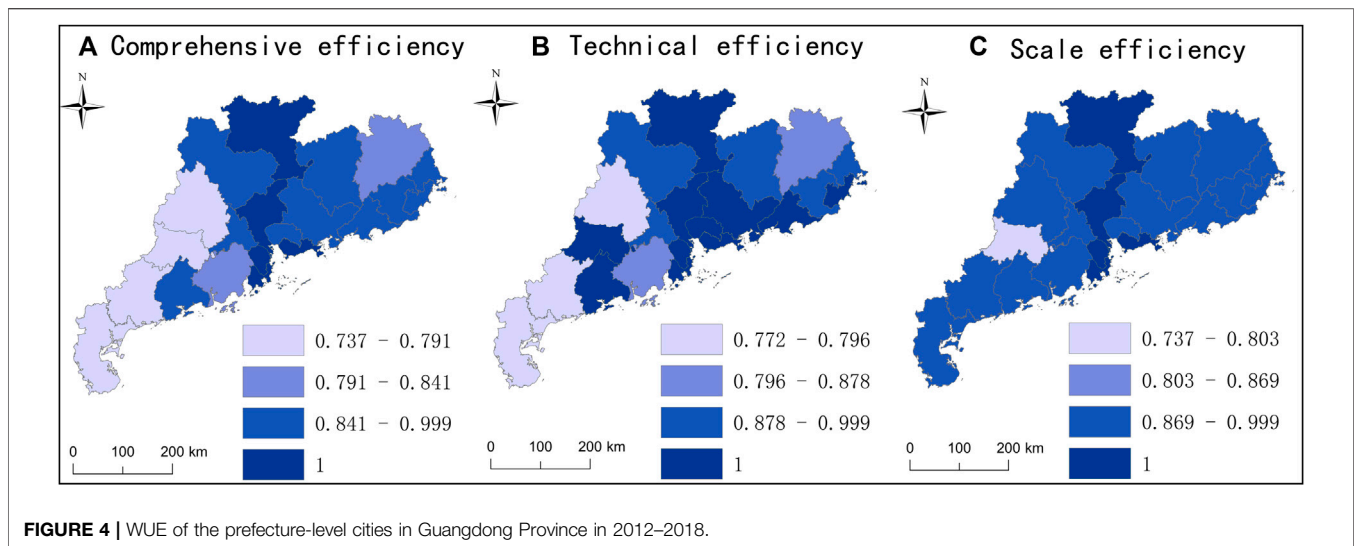 A Comprehensive efficiency
B Technical efficiency
C Scale efficiency
N
N
N
0.737 - 0.791
0.791 - 0.841
0.841 - 0.999
1
0 100 200 km
0.772 - 0.796
0.796 - 0.878
0.878 - 0.999
1
0 100 200 km
0.737 - 0.803
0.803 - 0.869
0.869 - 0.999
1
0 100 200 km
FIGURE 4 | WUE of the prefecture-level cities in Guangdong Province in 2012–2018.